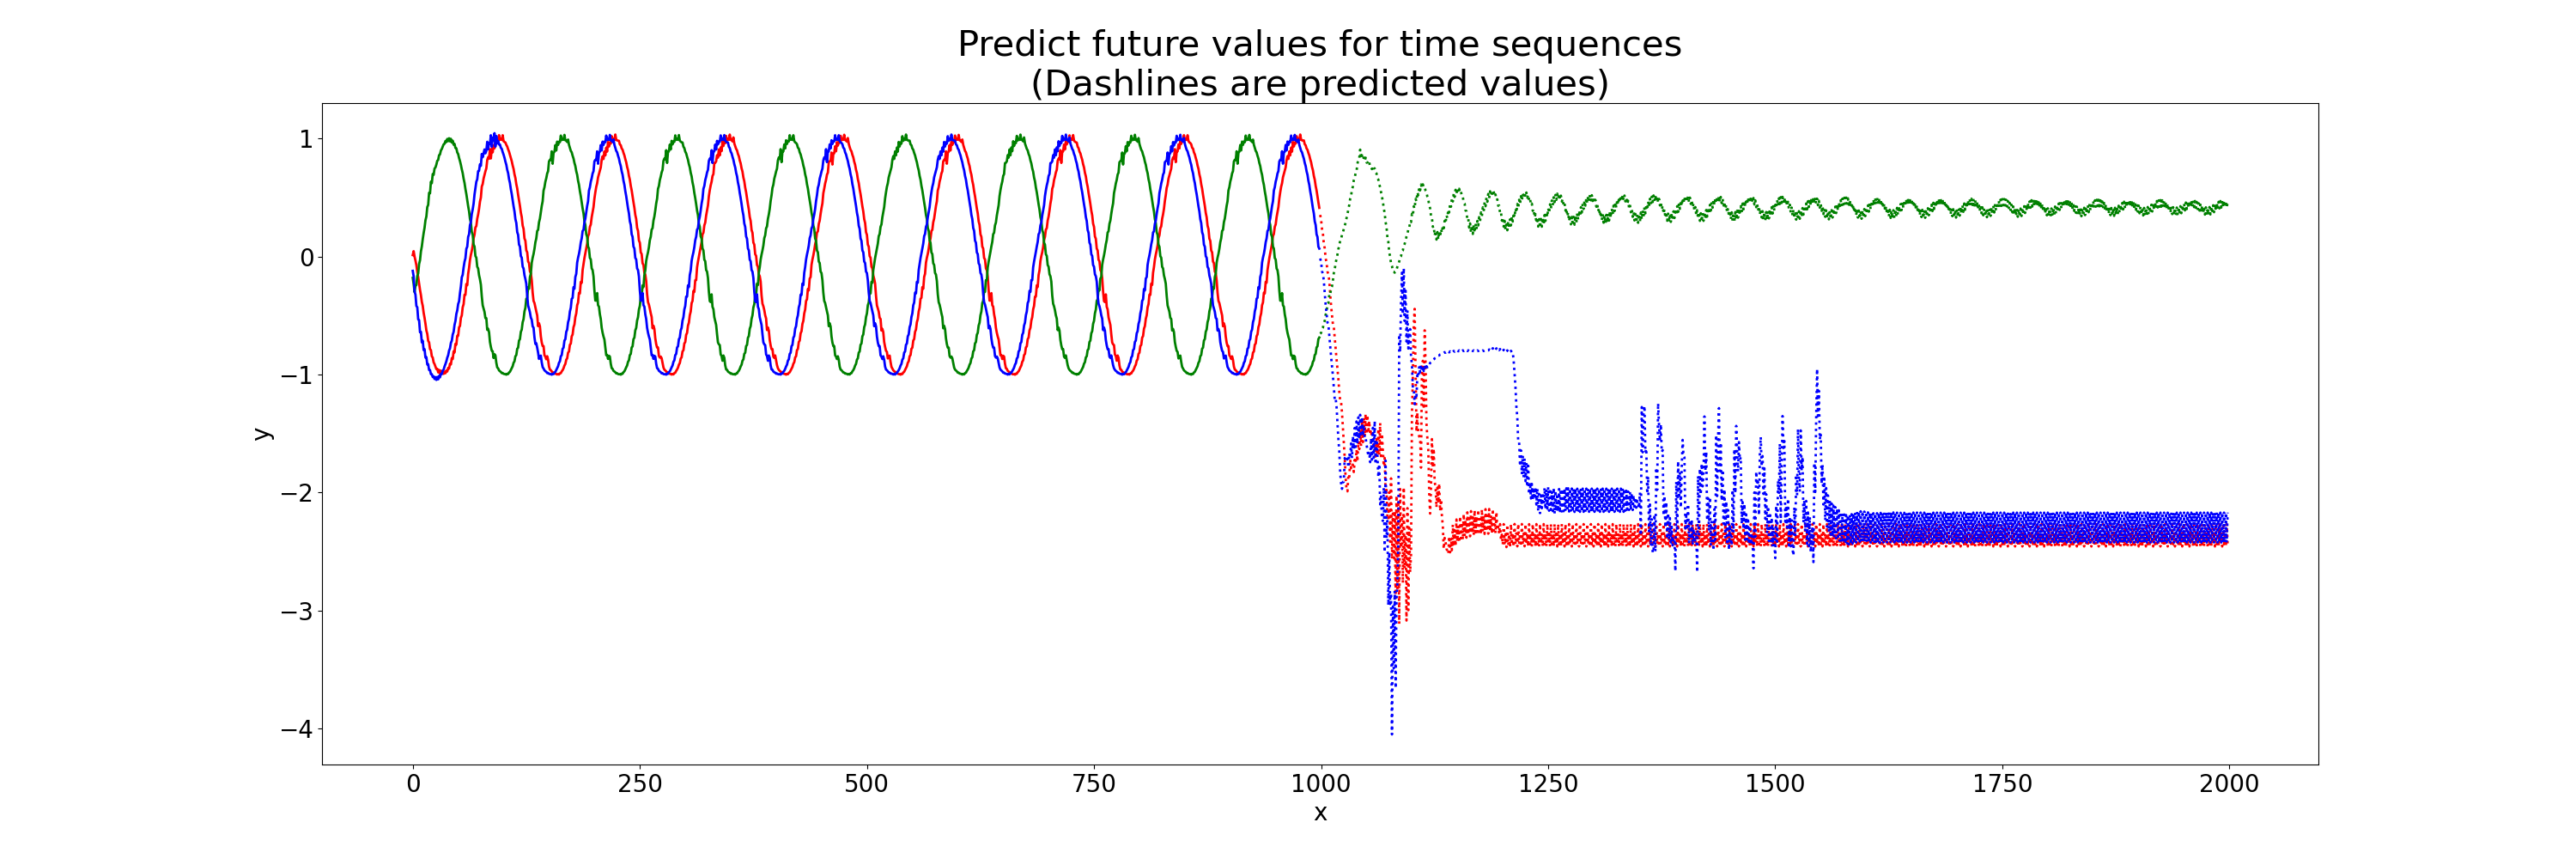 Predict future values for time sequences
(Dashlines are predicted values)
1
0
−1
−2
−3
−4
y
0 250 500 750 1000 1250 1500 1750 2000
x